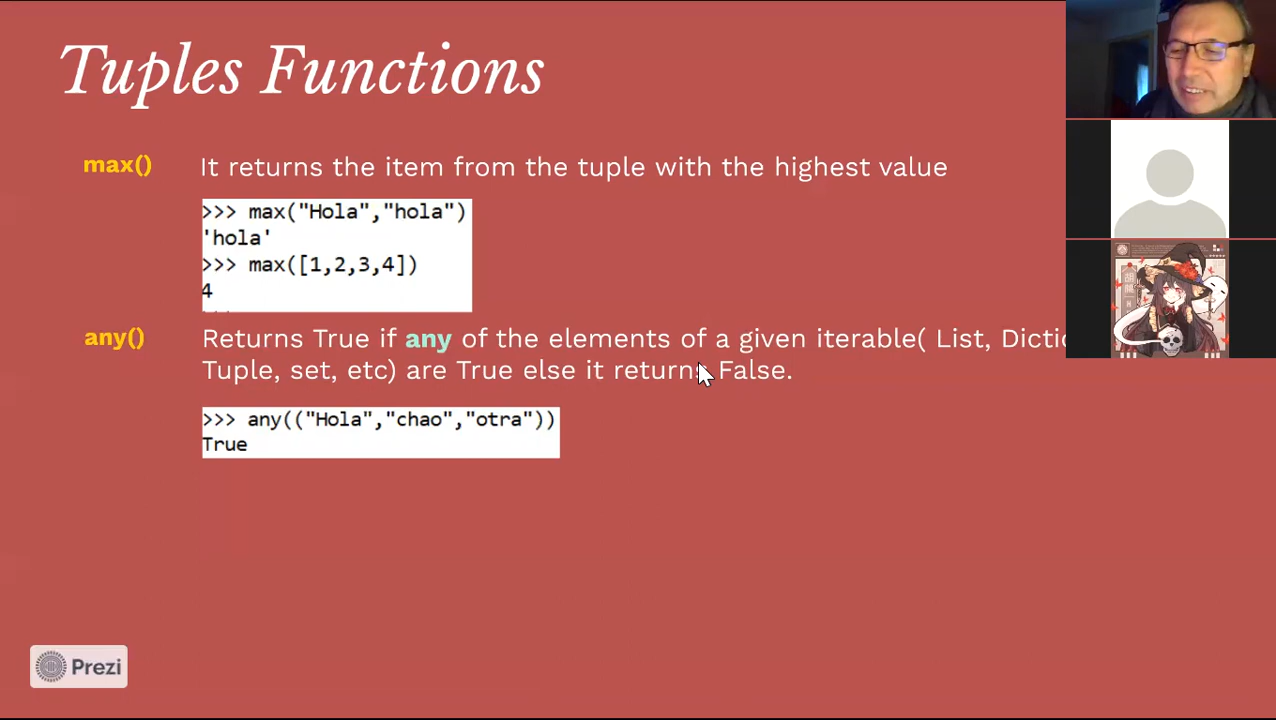 Tuples Functions
max() It returns the item from the tuple with the highest value
>>> max("Hola","hola")
'hola'
>>> max([1,2,3,4])
4
any() Returns True if any of the elements of a given iterable( List, Dictio
Tuple, set, etc) are True else it returns False.
>>> any(("Hola","chao","otra"))
True
Prezi